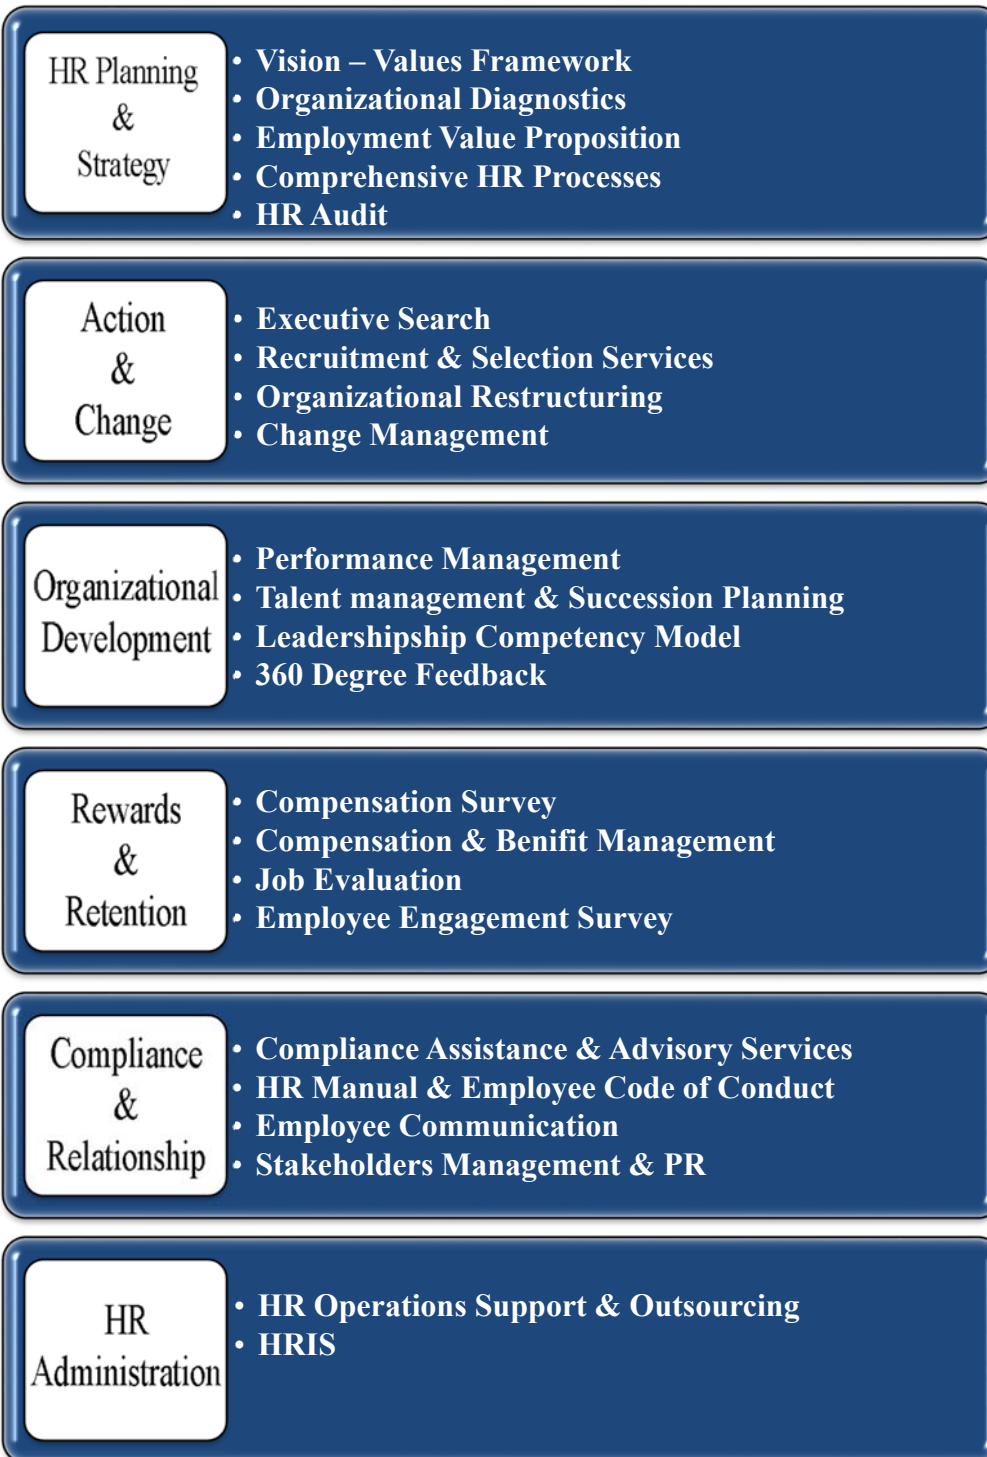 HR Planning
&
Strategy
• Vision – Values Framework
• Organizational Diagnostics
• Employment Value Proposition
• Comprehensive HR Processes
• HR Audit
Action
&
Change
• Executive Search
• Recruitment & Selection Services
• Organizational Restructuring
• Change Management
Organizational
Development
• Performance Management
• Talent management & Succession Planning
• Leadershipship Competency Model
• 360 Degree Feedback
Rewards
&
Retention
• Compensation Survey
• Compensation & Benifit Management
• Job Evaluation
• Employee Engagement Survey
Compliance
&
Relationship
• Compliance Assistance & Advisory Services
• HR Manual & Employee Code of Conduct
• Employee Communication
• Stakeholders Management & PR
HR
Administration
• HR Operations Support & Outsourcing
• HRIS